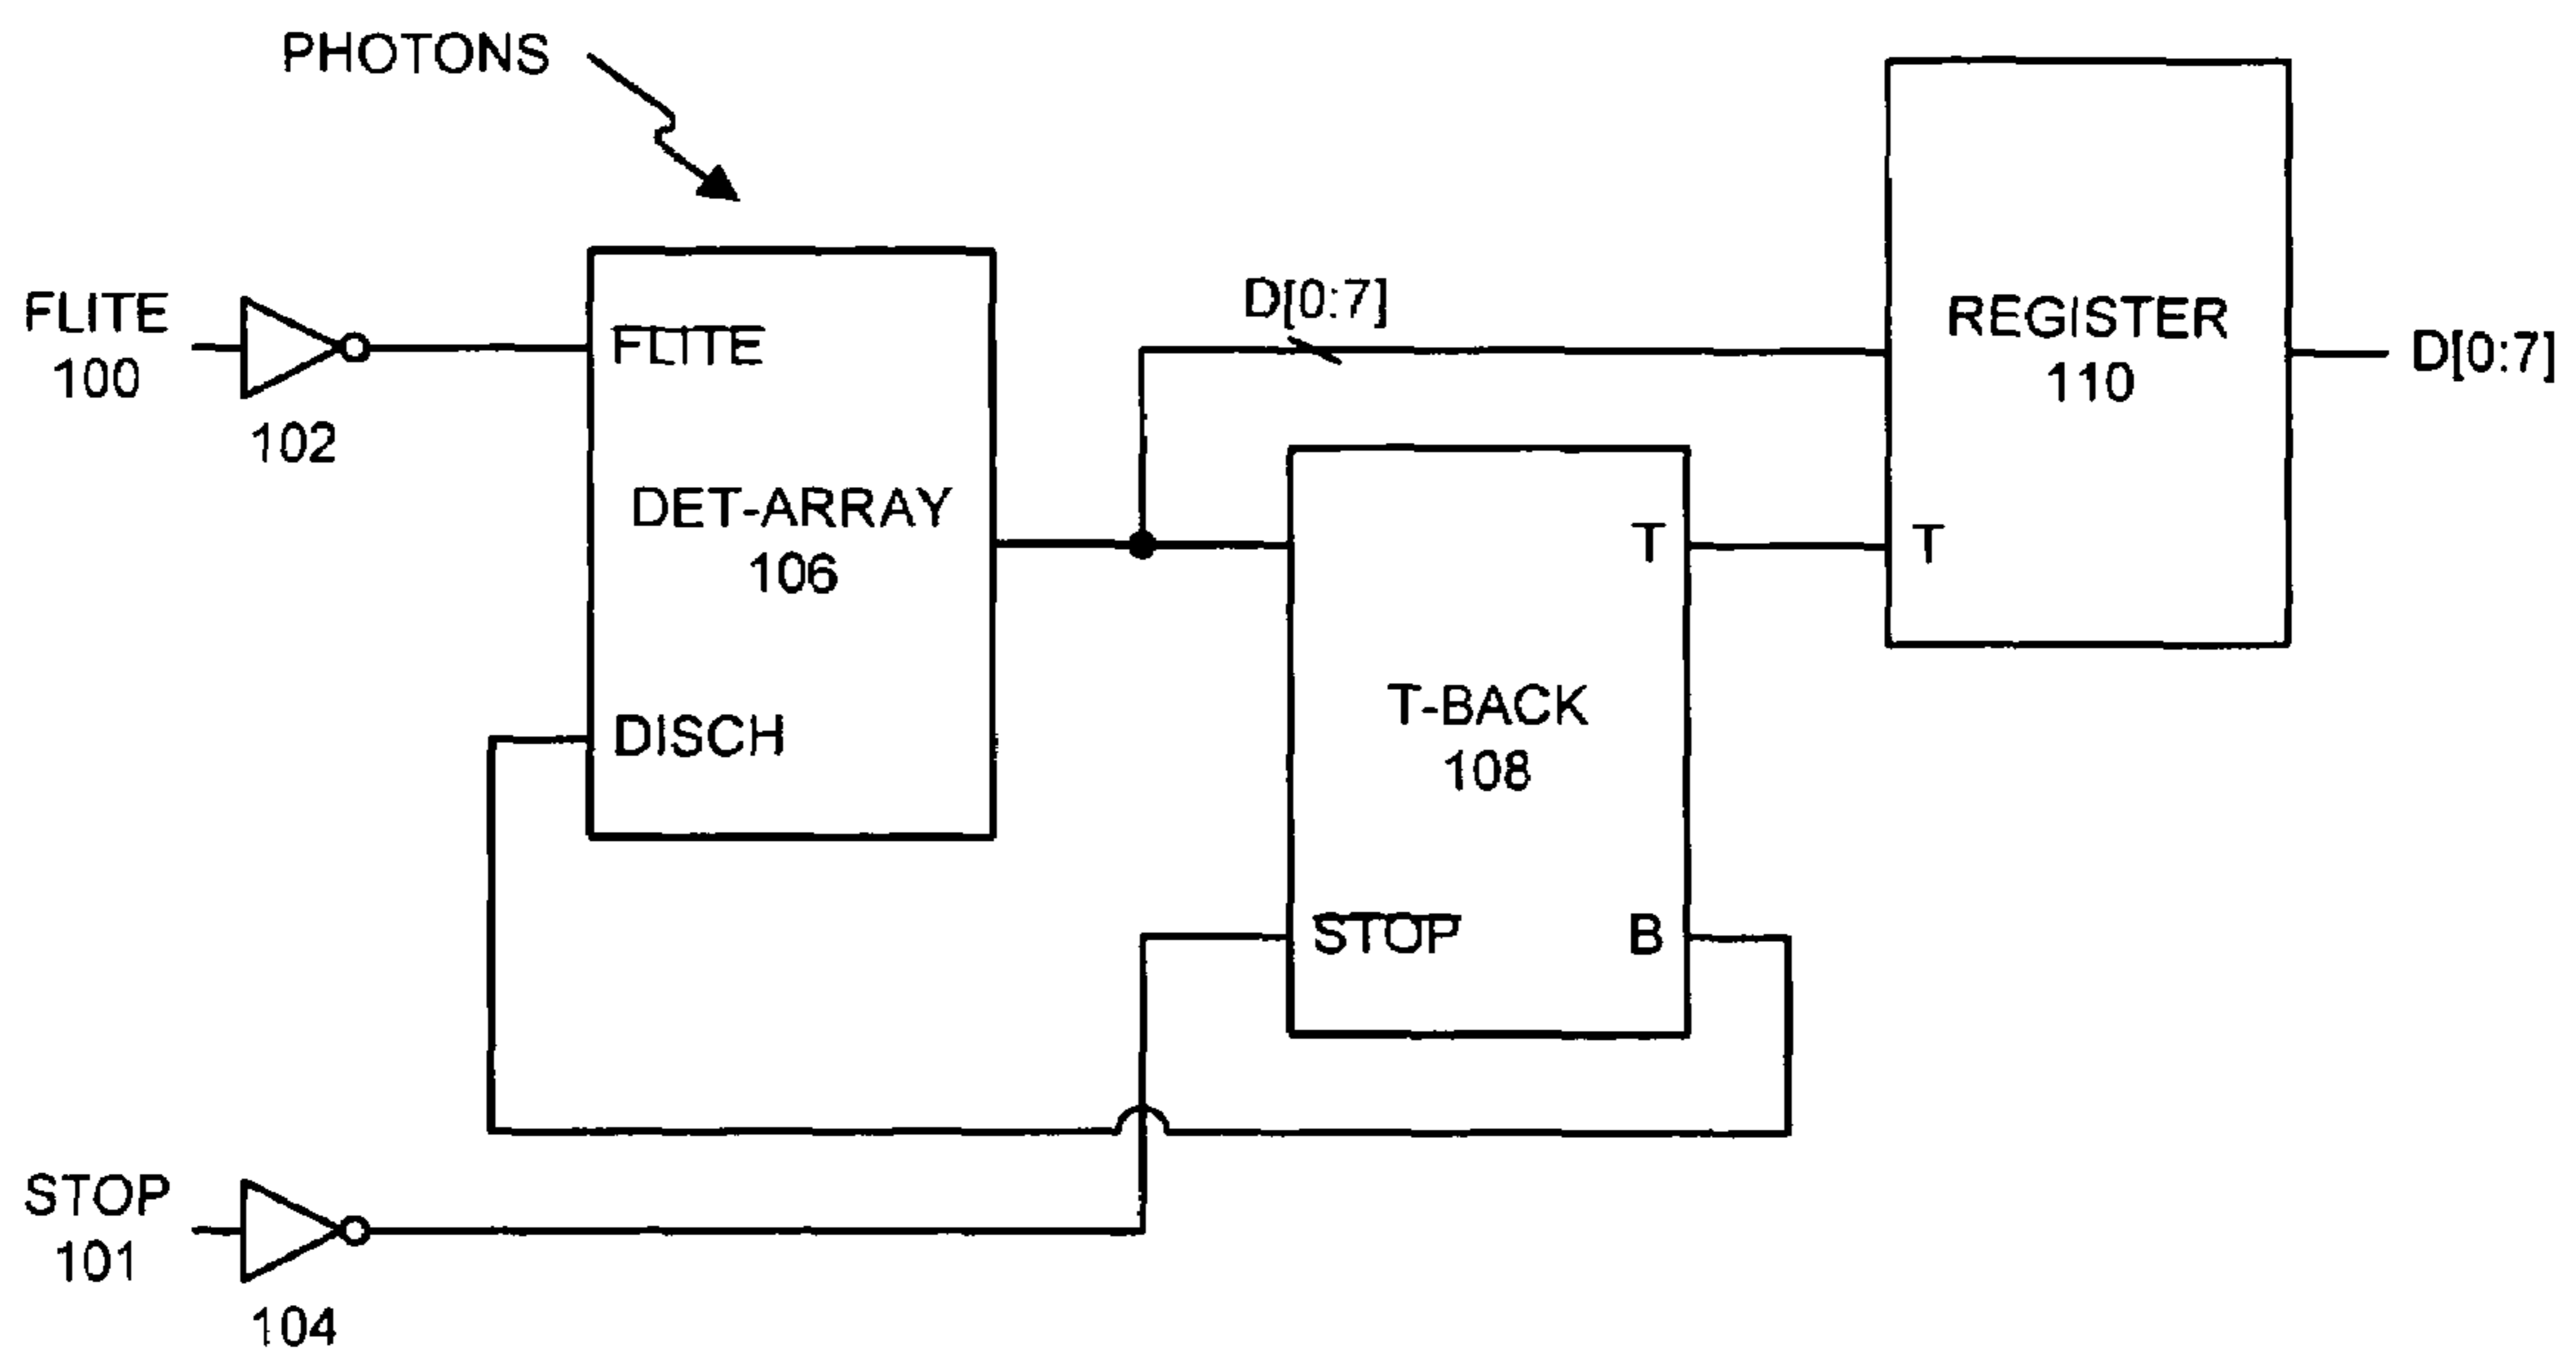 PHOTONS
FLITE
100
102
FLITE
DET-ARRAY
106
DISCH
D[0:7]
T-BACK
108
T
STOP
B
REGISTER
110
T
D[0:7]
STOP
101
104